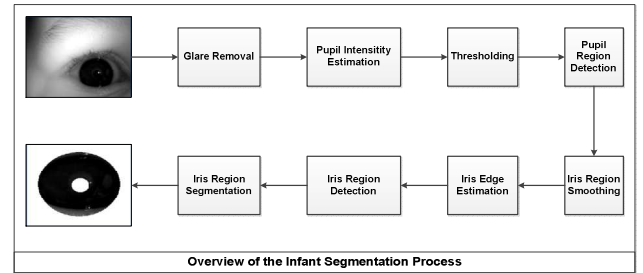 Glare Removal
Pupil Intensitity
Estimation
Thresholding
Pupil
Region
Detection
Iris Region
Smoothing
Iris Edge
Estimation
Iris Region
Detection
Iris Region
Segmentation
Overview of the Infant Segmentation Process